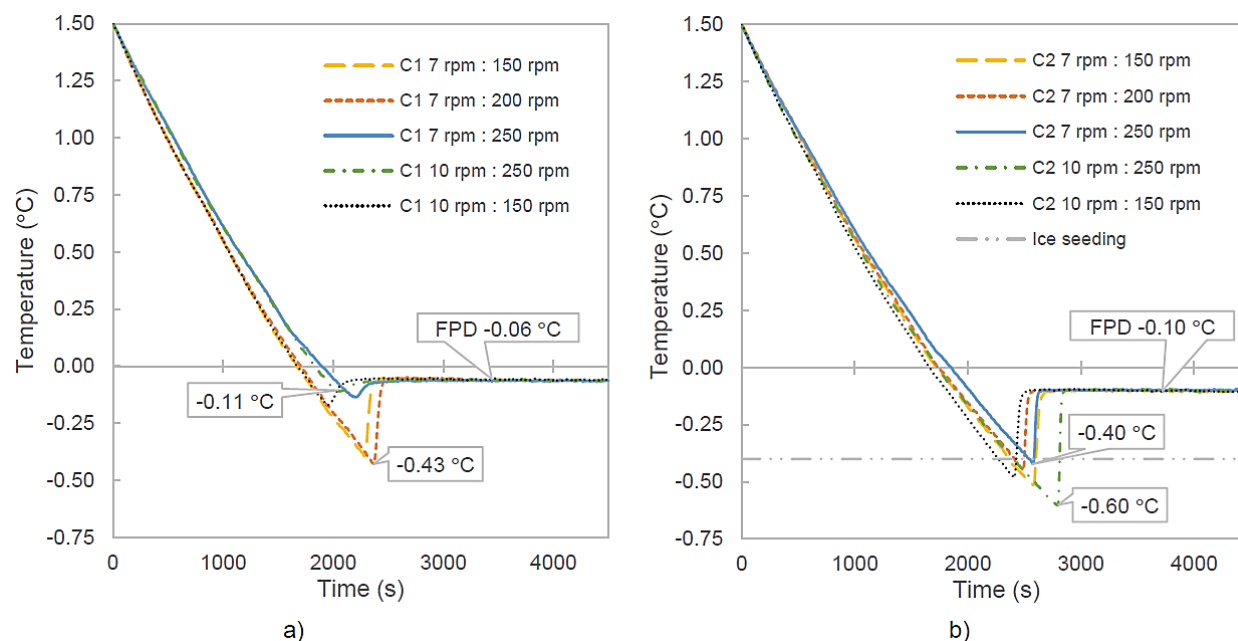 1.50
1.25
1.00
0.75
0.50
0.25
0.00
-0.25
-0.50
-0.75
Temperature (°C)
C1 7 rpm : 150 rpm
C1 7 rpm : 200 rpm
C1 7 rpm : 250 rpm
C1 10 rpm : 250 rpm
C1 10 rpm : 150 rpm
FPD -0.06 °C
-0.11 °C
-0.43 °C
0
1000
2000
3000
4000
Time (s)
a)
1.50
1.25
1.00
0.75
0.50
0.25
0.00
-0.25
-0.50
-0.75
Temperature (°C)
C2 7 rpm : 150 rpm
C2 7 rpm : 200 rpm
C2 7 rpm : 250 rpm
C2 10 rpm : 250 rpm
C2 10 rpm : 150 rpm
Ice seeding
FPD -0.10 °C
-0.40 °C
-0.60 °C
0
1000
2000
3000
4000
Time (s)
b)